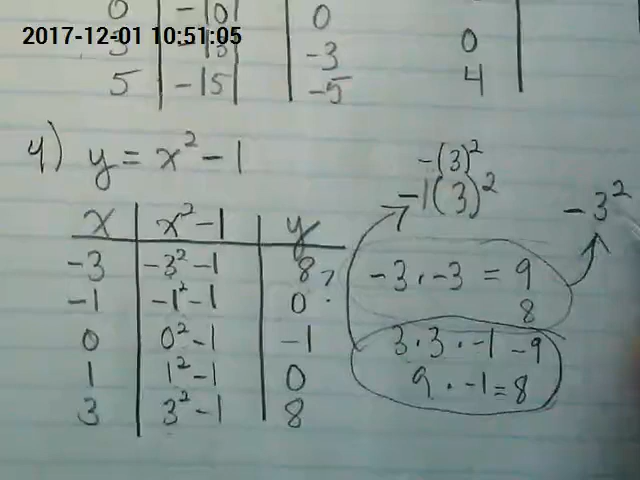 0 | -10 | 0
2017-12-01 10:51:05
-3 0
5 | -15 | -5 4
4) y = x² - 1
-(3)²
-1(3)²
-3²
x | x² - 1 | y
-3 | -3² - 1 | 8 ?
-1 | -1² - 1 | 0
0 | 0² - 1 | -1
1 | 1² - 1 | 0
3 | 3² - 1 | 8
-3 · -3 = 9
8
3 · 3 · -1 -9
9 · -1 = 8